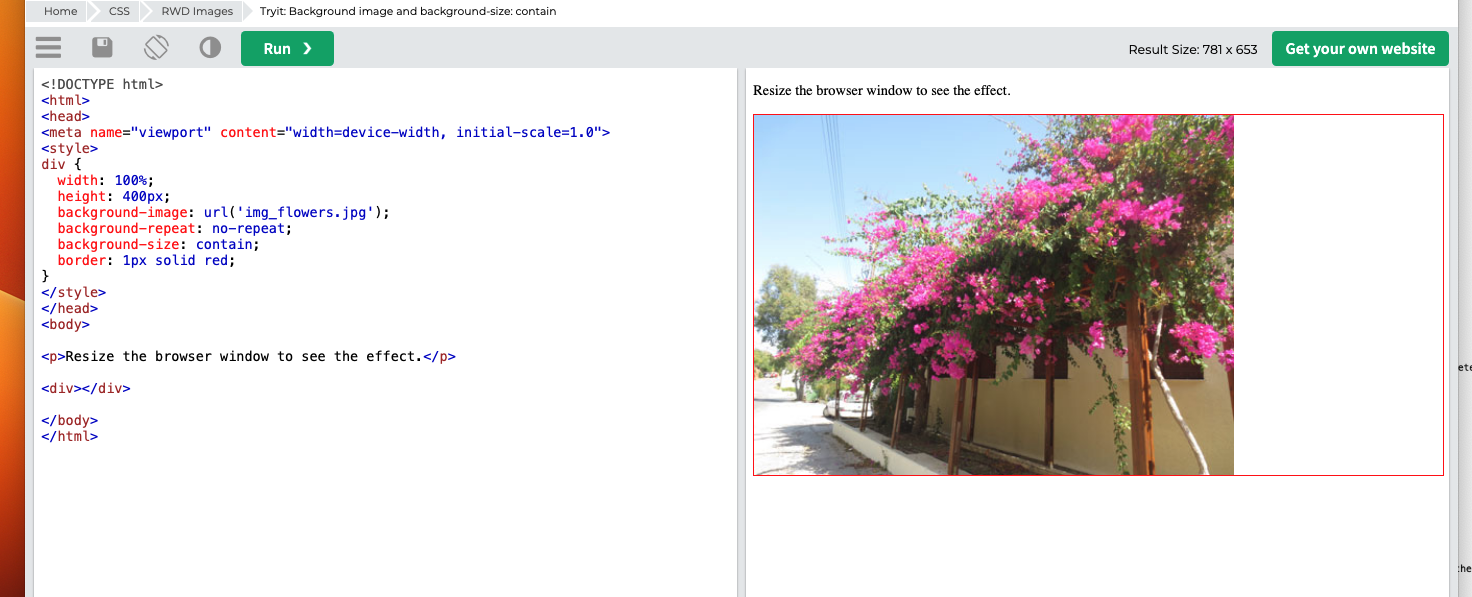 Home CSS RWD Images Tryit: Background image and background-size: contain
Run ❯ Result Size: 781 x 653 Get your own website
<!DOCTYPE html>
<html>
<head>
<meta name="viewport" content="width=device-width, initial-scale=1.0">
<style>
div {
  width: 100%;
  height: 400px;
  background-image: url('img_flowers.jpg');
  background-repeat: no-repeat;
  background-size: contain;
  border: 1px solid red;
}
</style>
</head>
<body>
<p>Resize the browser window to see the effect.</p>
<div></div>
</body>
</html>
Resize the browser window to see the effect.